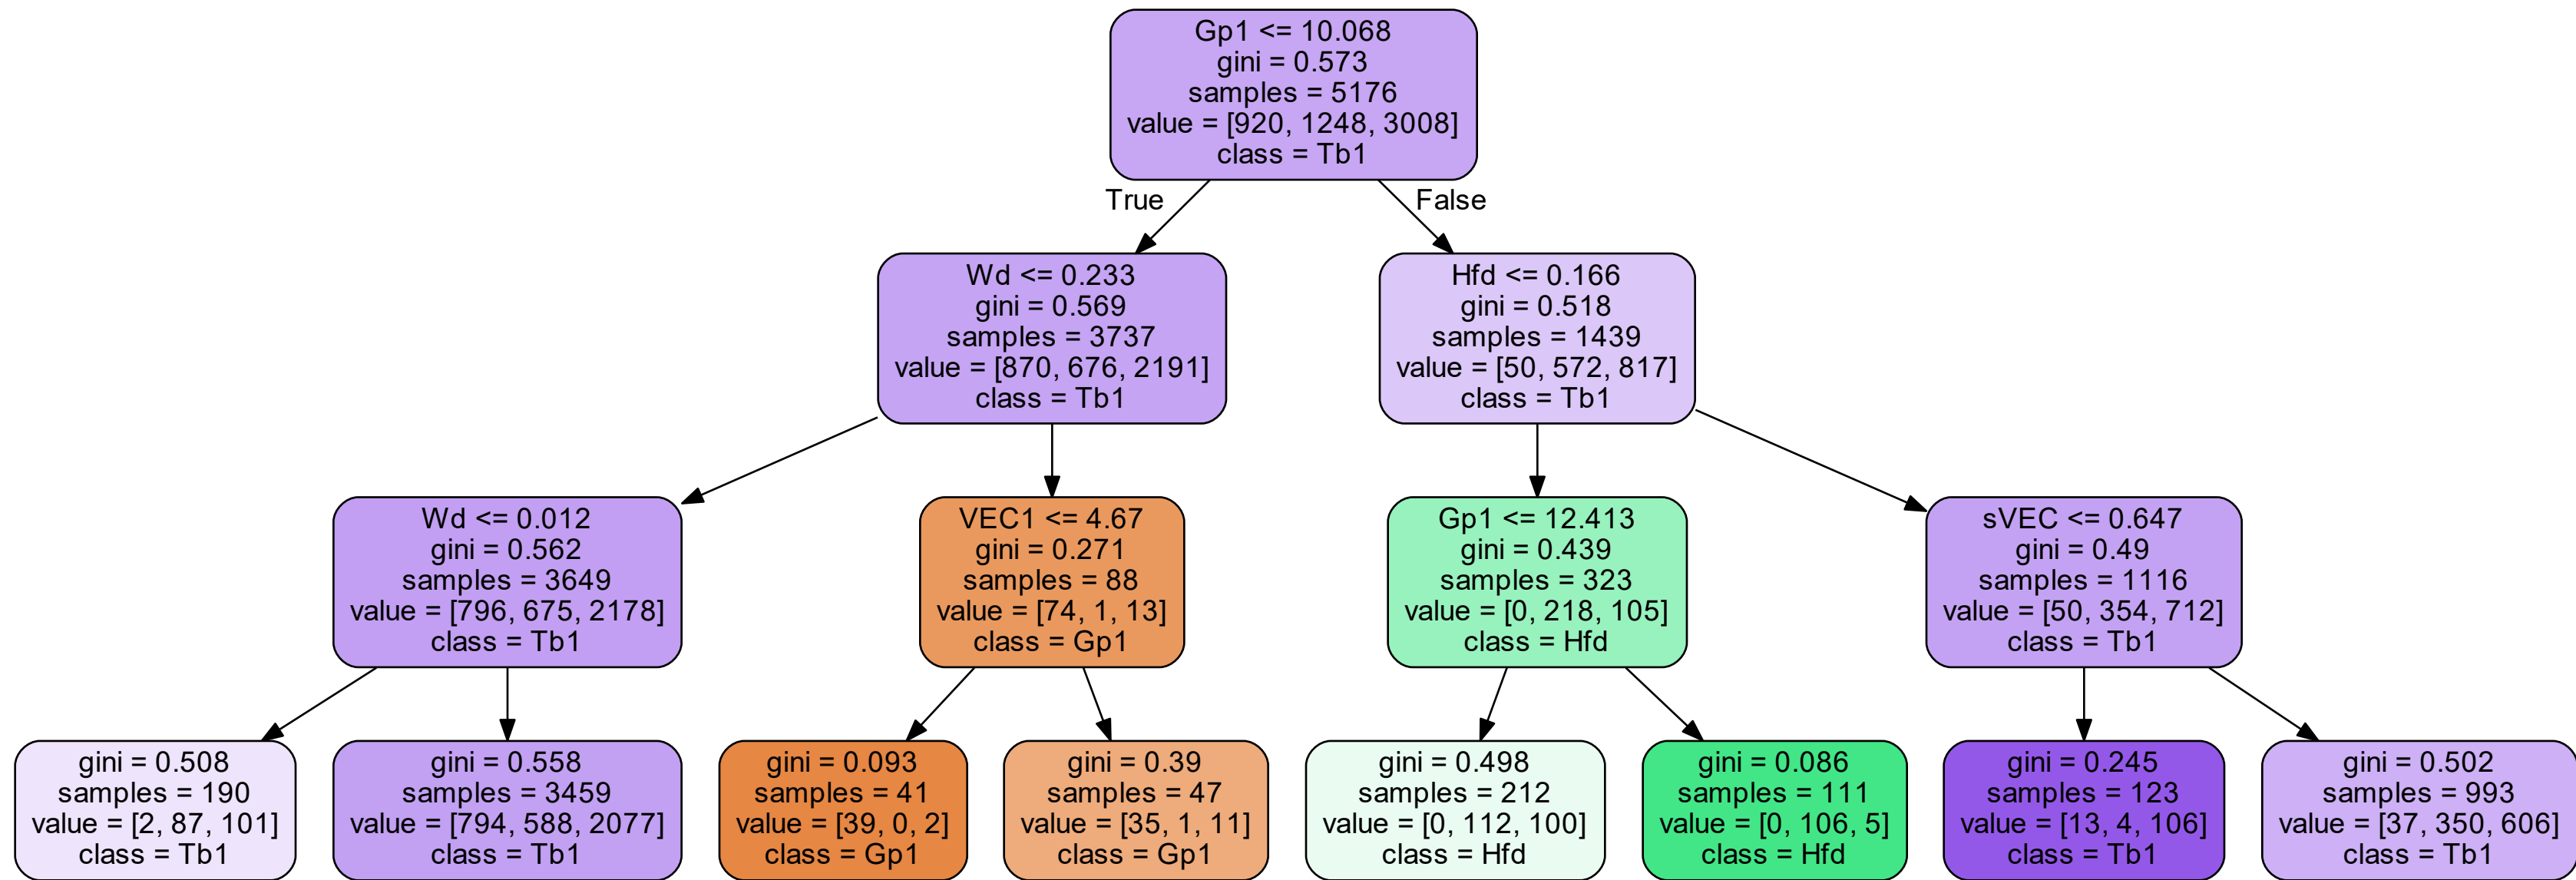 Gp1 <= 10.068
gini = 0.573
samples = 5176
value = [920, 1248, 3008]
class = Tb1
True
False
Wd <= 0.233
gini = 0.569
samples = 3737
value = [870, 676, 2191]
class = Tb1
Hfd <= 0.166
gini = 0.518
samples = 1439
value = [50, 572, 817]
class = Tb1
Wd <= 0.012
gini = 0.562
samples = 3649
value = [796, 675, 2178]
class = Tb1
VEC1 <= 4.67
gini = 0.271
samples = 88
value = [74, 1, 13]
class = Gp1
Gp1 <= 12.413
gini = 0.439
samples = 323
value = [0, 218, 105]
class = Hfd
sVEC <= 0.647
gini = 0.49
samples = 1116
value = [50, 354, 712]
class = Tb1
gini = 0.508
samples = 190
value = [2, 87, 101]
class = Tb1
gini = 0.558
samples = 3459
value = [794, 588, 2077]
class = Tb1
gini = 0.093
samples = 41
value = [39, 0, 2]
class = Gp1
gini = 0.39
samples = 47
value = [35, 1, 11]
class = Gp1
gini = 0.498
samples = 212
value = [0, 112, 100]
class = Hfd
gini = 0.086
samples = 111
value = [0, 106, 5]
class = Hfd
gini = 0.245
samples = 123
value = [13, 4, 106]
class = Tb1
gini = 0.502
samples = 993
value = [37, 350, 606]
class = Tb1